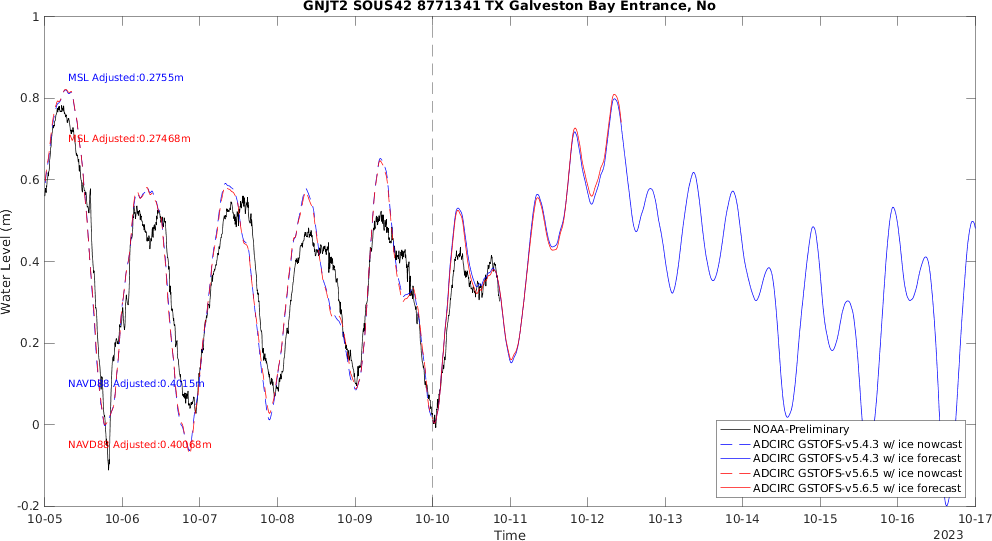 GNJT2 SOUS42 8771341 TX Galveston Bay Entrance, No
1
0.8
0.6
0.4
0.2
0
-0.2
Water Level (m)
MSL Adjusted:0.2755m
MSL Adjusted:0.27468m
NAVD88 Adjusted:0.4015m
NAVD88 Adjusted:0.40068m
NOAA-Preliminary
ADCIRC GSTOFS-v5.4.3 w/ ice nowcast
ADCIRC GSTOFS-v5.4.3 w/ ice forecast
ADCIRC GSTOFS-v5.6.5 w/ ice nowcast
ADCIRC GSTOFS-v5.6.5 w/ ice forecast
10-05 10-06 10-07 10-08 10-09 10-10 10-11 10-12 10-13 10-14 10-15 10-16 10-17
Time
2023